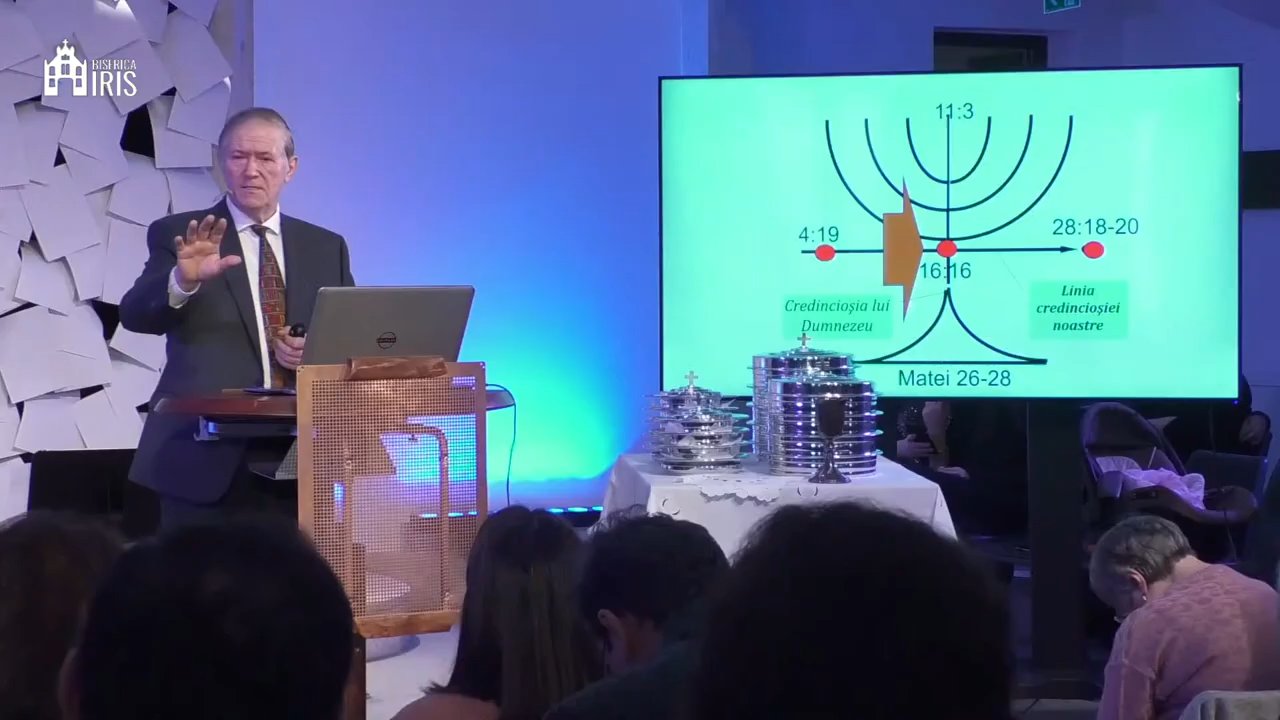 BISERICA
IRIS
11:3
4:19
28:18-20
16:16
Credincioșia lui
Dumnezeu
Linia
credincioșiei
noastre
Matei 26-28